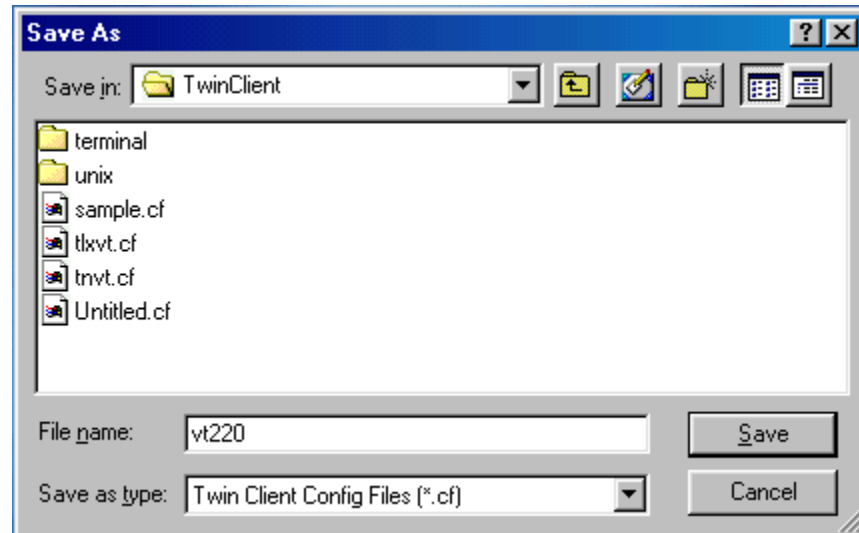 Save As
Save in: TwinClient
terminal
unix
sample.cf
tlxvt.cf
tnvt.cf
Untitled.cf
File name: vt220 Save
Save as type: Twin Client Config Files (*.cf) Cancel